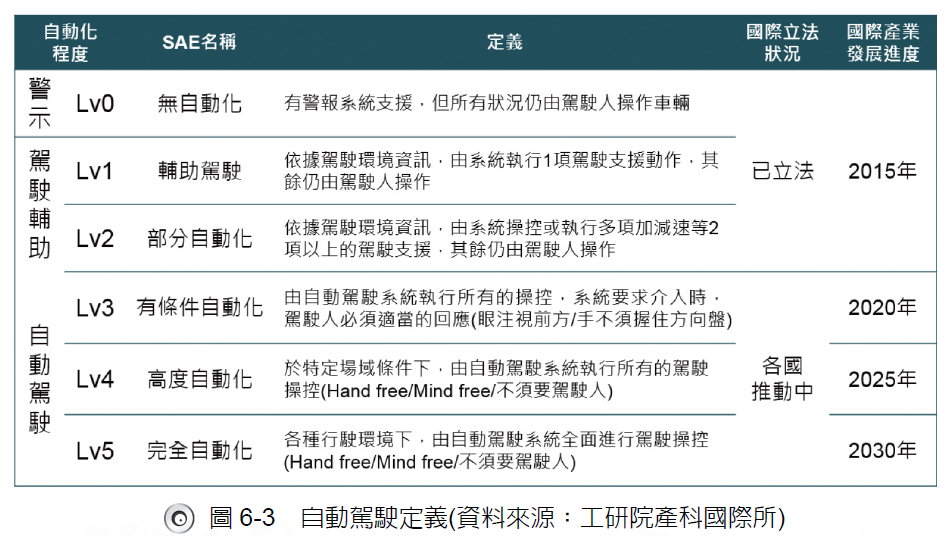 自動化
程度
SAE名稱
定義
國際立法
狀況
國際產業
發展進度
警示
Lv0
無自動化
有警報系統支援，但所有狀況仍由駕駛人操作車輛
駕駛輔助
Lv1
輔助駕駛
依據駕駛環境資訊，由系統執行1項駕駛支援動作，其
餘仍由駕駛人操作
已立法
2015年
Lv2
部分自動化
依據駕駛環境資訊，由系統操控或執行多項加減速等2
項以上的駕駛支援，其餘仍由駕駛人操作
自動駕駛
Lv3
有條件自動化
由自動駕駛系統執行所有的操控，系統要求介入時，
駕駛人必須適當的回應(眼注視前方/手不須握住方向盤)
2020年
Lv4
高度自動化
於特定場域條件下，由自動駕駛系統執行所有的駕駛
操控(Hand free/Mind free/不須要駕駛人)
各國
推動中
2025年
Lv5
完全自動化
各種行駛環境下，由自動駕駛系統全面進行駕駛操控
(Hand free/Mind free/不須要駕駛人)
2030年
圖 6-3 自動駕駛定義(資料來源：工研院產科國際所)